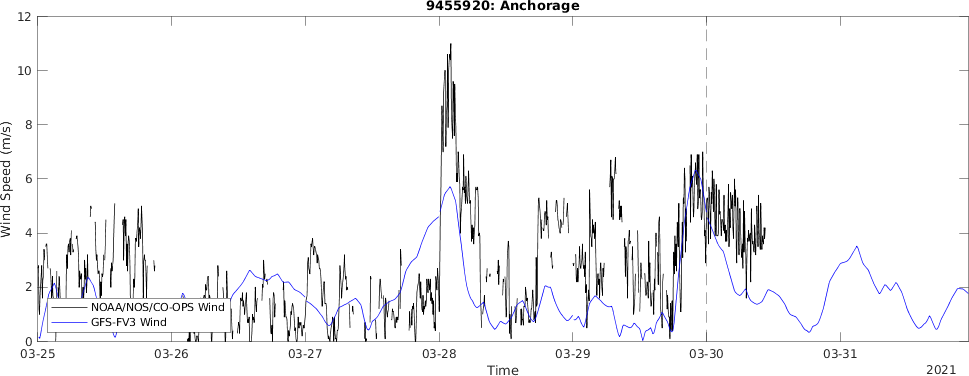 9455920: Anchorage
12
10
8
6
4
2
0
Wind Speed (m/s)
NOAA/NOS/CO-OPS Wind
GFS-FV3 Wind
03-25 03-26 03-27 03-28 03-29 03-30 03-31
Time
2021